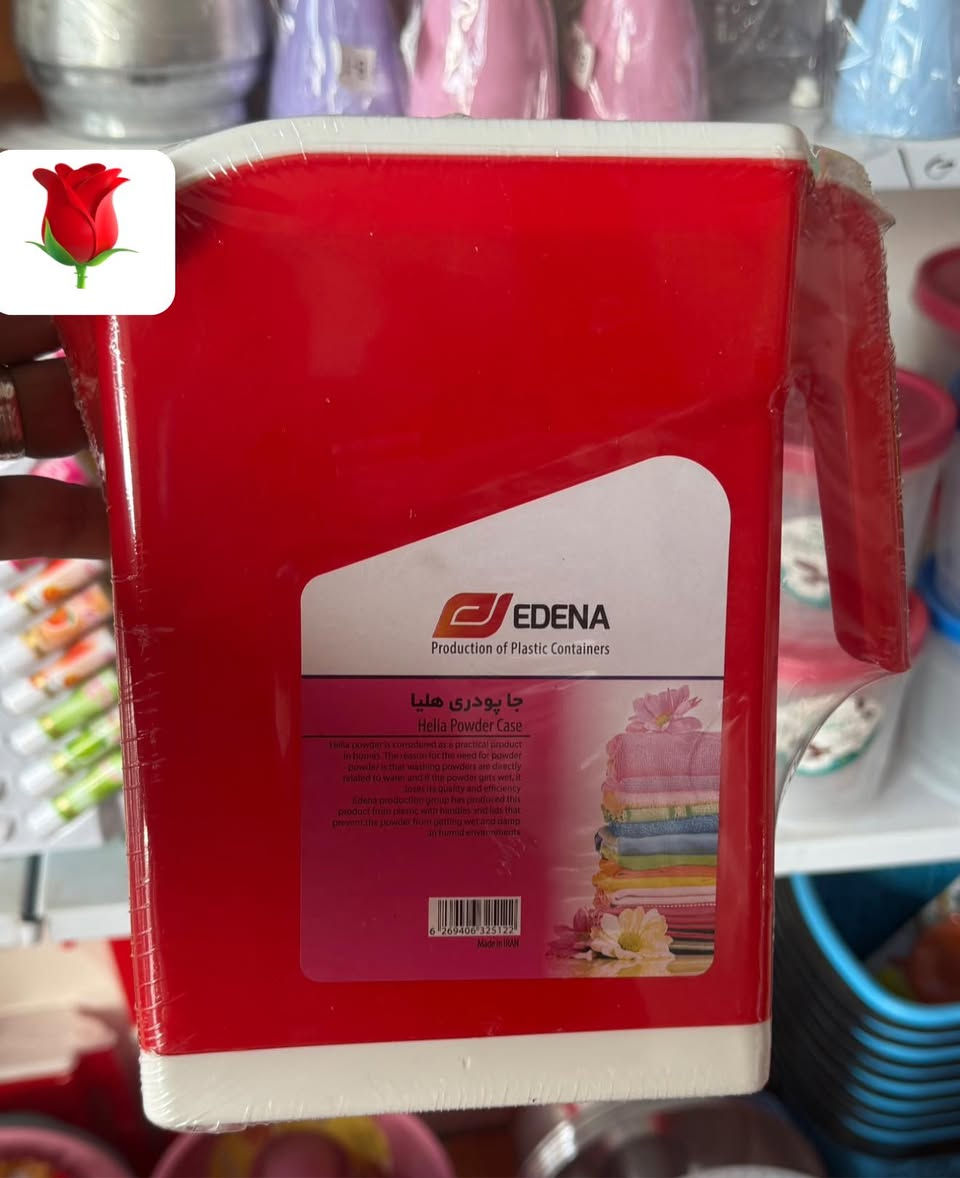 EDENA
Production of Plastic Containers
جا پودری هلیا
Helia Powder Case
Helia powder is considered as a practical product
in homes. The reason for the need for powder
powder is that washing powders are directly
related to water and if the powder gets wet, it
.loses its quality and efficiency
Edena production group has produced this
product from plastic with handles and lids that
prevent the powder from getting wet and damp
.in humid environments
6 269406 325122
Made in IRAN